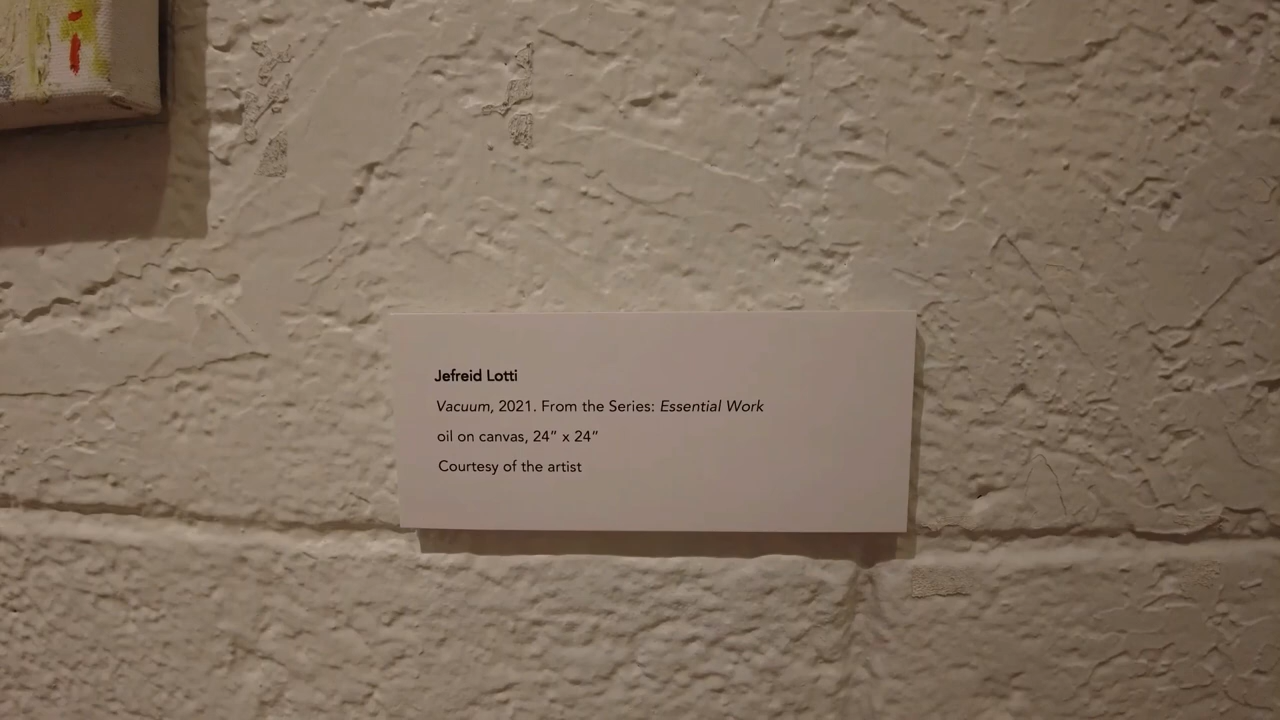 Jefreid Lotti
Vacuum, 2021. From the Series: Essential Work
oil on canvas, 24” x 24”
Courtesy of the artist